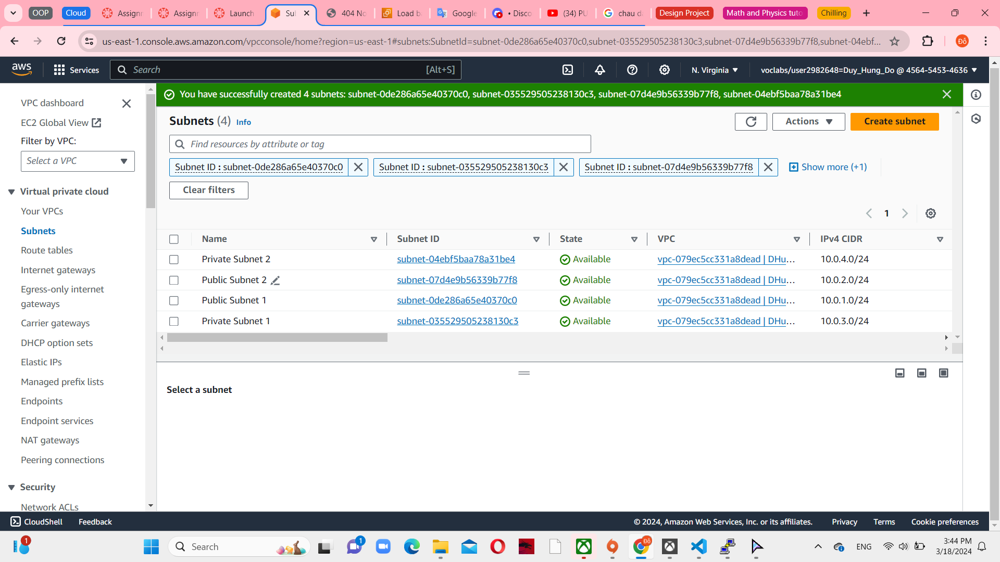 OOP
Cloud
Assignn
Assignn
Launch
Sul
404 No
Load ba
Google
• Disco
(34) PU
chau da
Design Project
Math and Physics tuto
Chilling
us-east-1.console.aws.amazon.com/vpcconsole/home?region=us-east-1#subnets:SubnetId=subnet-0de286a65e40370c0,subnet-035529505238130c3,subnet-07d4e9b56339b77f8,subnet-04ebf...
Đỗ
aws
Services
Search
[Alt+S]
N. Virginia
voclabs/user2982648=Duy_Hung_Do @ 4564-5453-4636
You have successfully created 4 subnets: subnet-0de286a65e40370c0, subnet-035529505238130c3, subnet-07d4e9b56339b77f8, subnet-04ebf5baa78a31be4
VPC dashboard
EC2 Global View
Filter by VPC:
Select a VPC
Virtual private cloud
Your VPCs
Subnets
Route tables
Internet gateways
Egress-only internet
gateways
Carrier gateways
DHCP option sets
Elastic IPs
Managed prefix lists
Endpoints
Endpoint services
NAT gateways
Peering connections
Security
Network ACLs
Subnets (4) Info
Actions
Create subnet
Find resources by attribute or tag
Subnet ID : subnet-0de286a65e40370c0
Subnet ID : subnet-035529505238130c3
Subnet ID : subnet-07d4e9b56339b77f8
Show more (+1)
Clear filters
1
Name Subnet ID State VPC IPv4 CIDR
Private Subnet 2 subnet-04ebf5baa78a31be4 Available vpc-079ec5cc331a8dead | DHu... 10.0.4.0/24
Public Subnet 2 subnet-07d4e9b56339b77f8 Available vpc-079ec5cc331a8dead | DHu... 10.0.2.0/24
Public Subnet 1 subnet-0de286a65e40370c0 Available vpc-079ec5cc331a8dead | DHu... 10.0.1.0/24
Private Subnet 1 subnet-035529505238130c3 Available vpc-079ec5cc331a8dead | DHu... 10.0.3.0/24
Select a subnet
CloudShell
Feedback
© 2024, Amazon Web Services, Inc. or its affiliates.
Privacy
Terms
Cookie preferences
1
Search
1
Đỗ
ENG
3:44 PM
3/18/2024